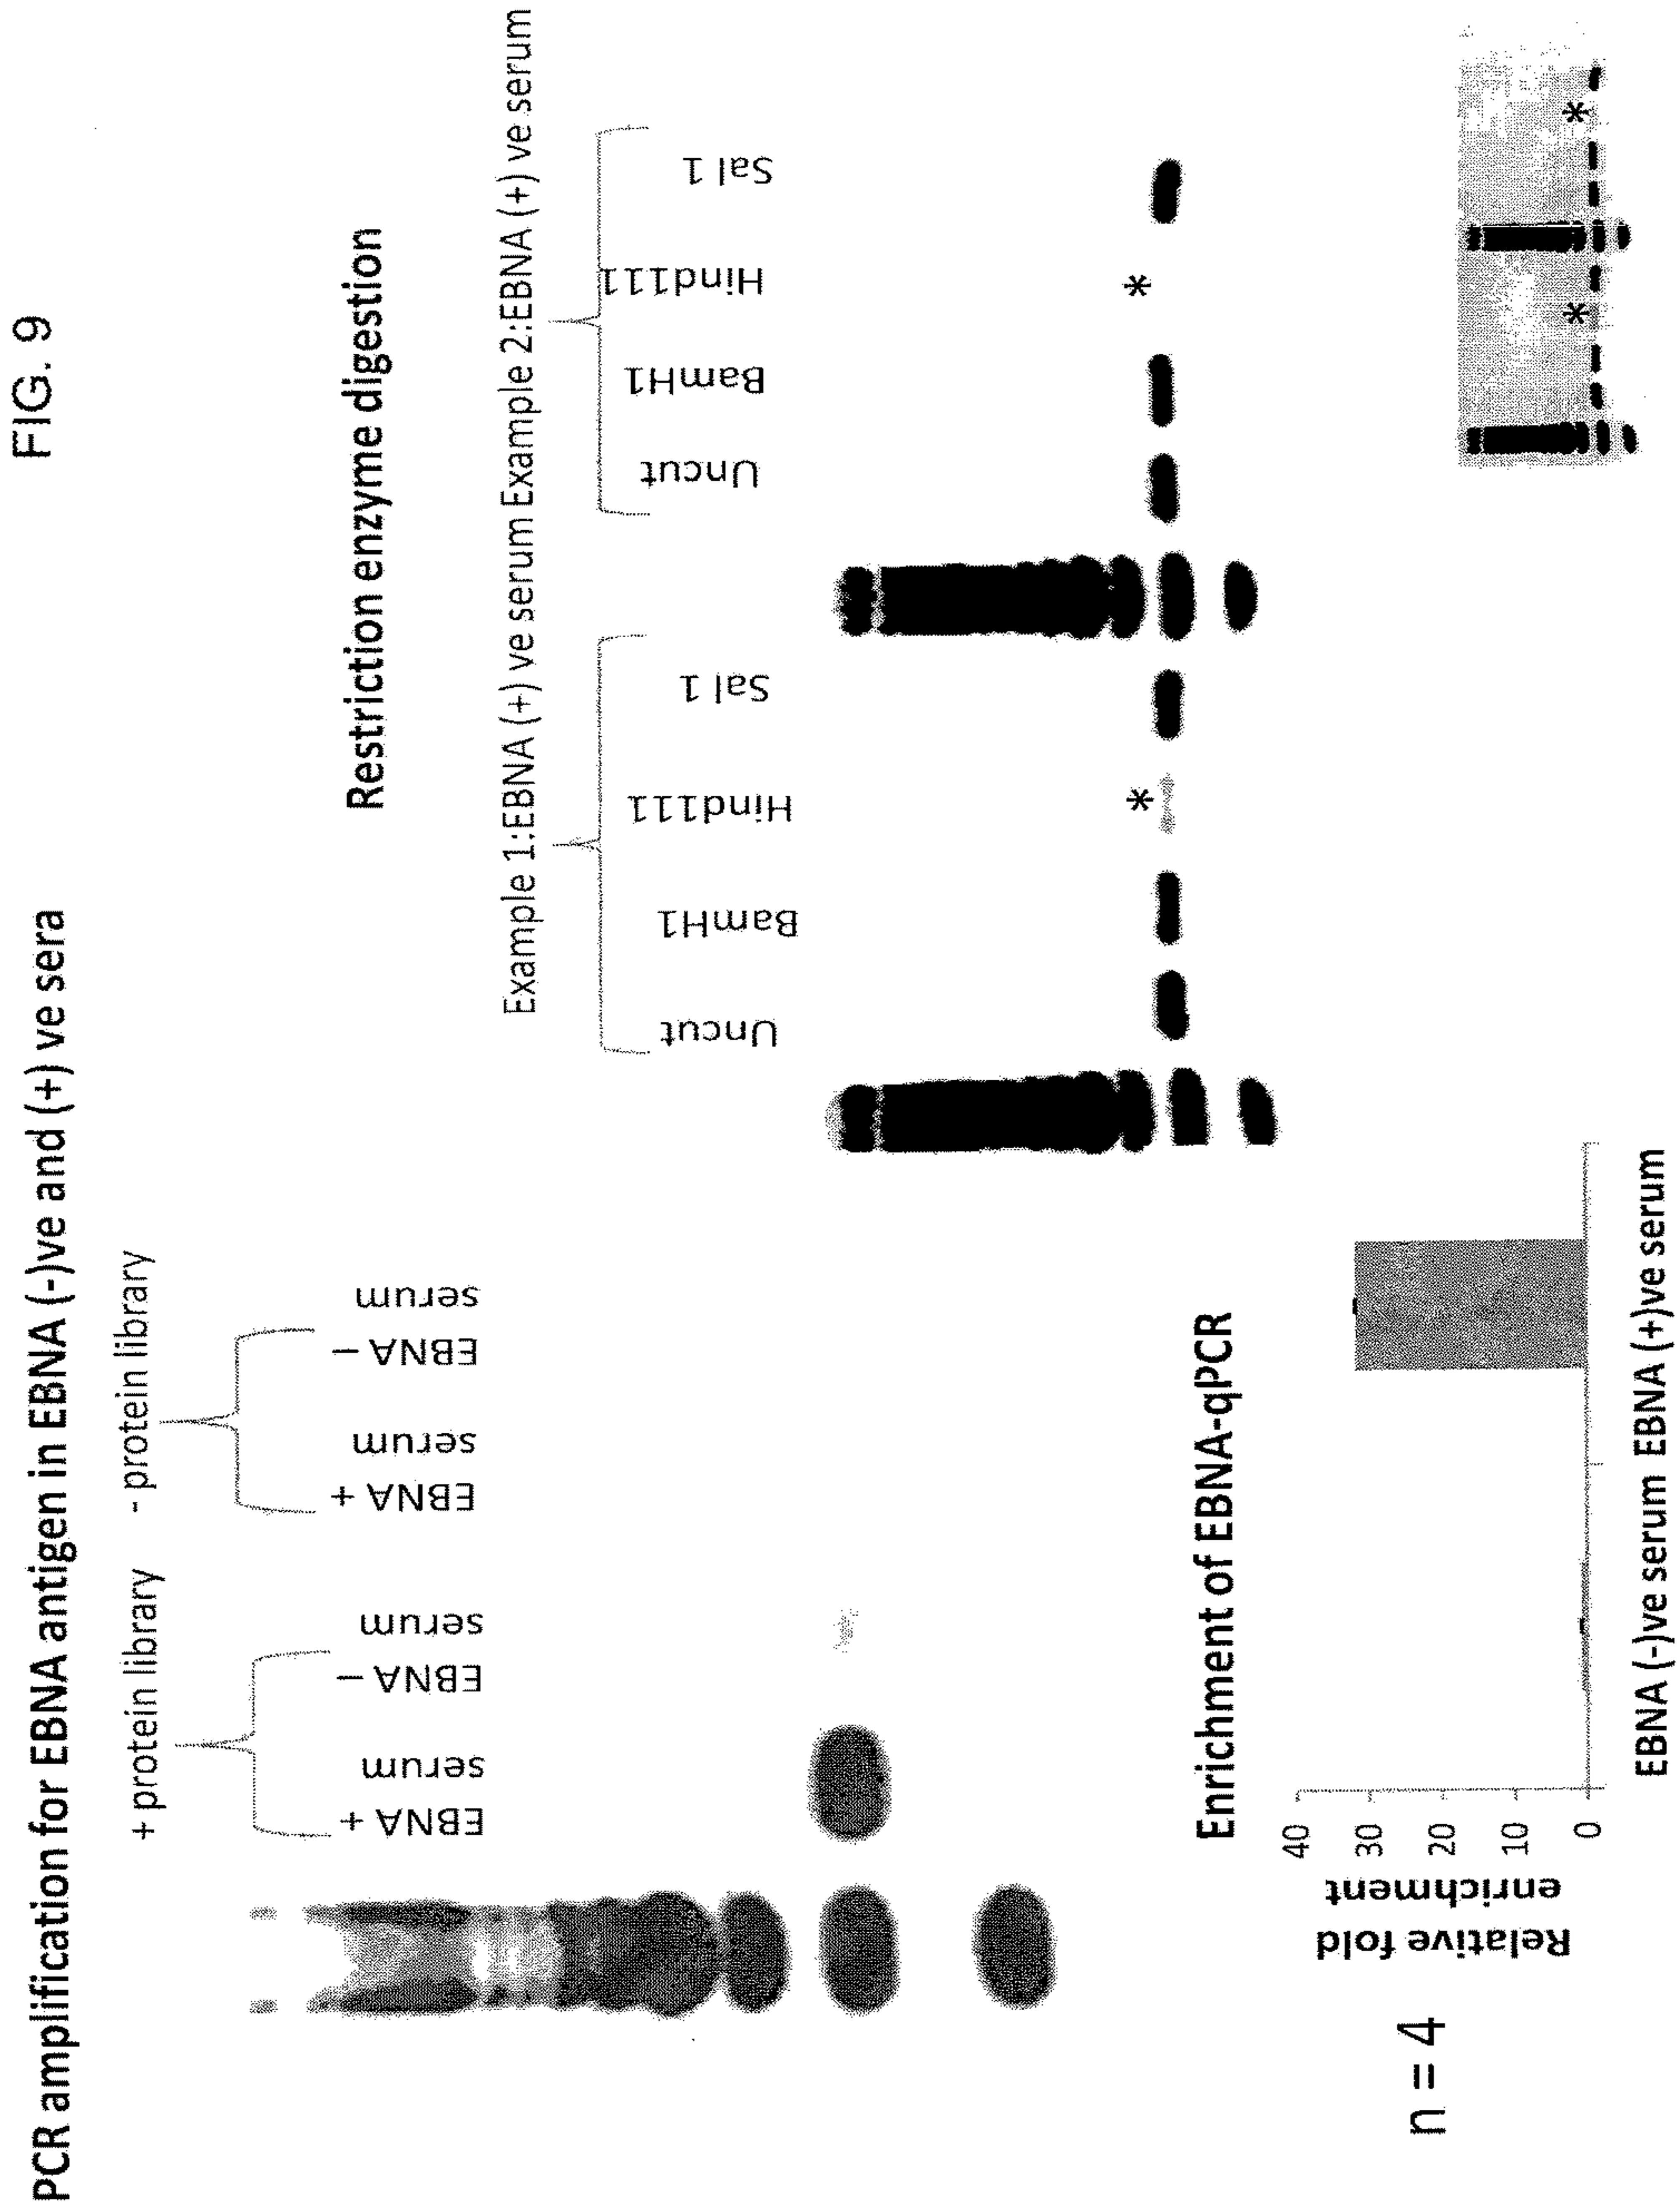 FIG. 9
PCR amplification for EBNA antigen in EBNA (-)ve and (+) ve sera
+ protein library - protein library
EBNA + serum
EBNA – serum
EBNA + serum
EBNA – serum
Restriction enzyme digestion
Example 1:EBNA (+) ve serum Example 2:EBNA (+) ve serum
Uncut
BamH1
Hind111
Sal 1
Uncut
BamH1
Hind111
Sal 1
*
*
Enrichment of EBNA-qPCR
Relative fold
enrichment
40
30
20
10
0
EBNA (-)ve serum EBNA (+)ve serum
n = 4
*
*